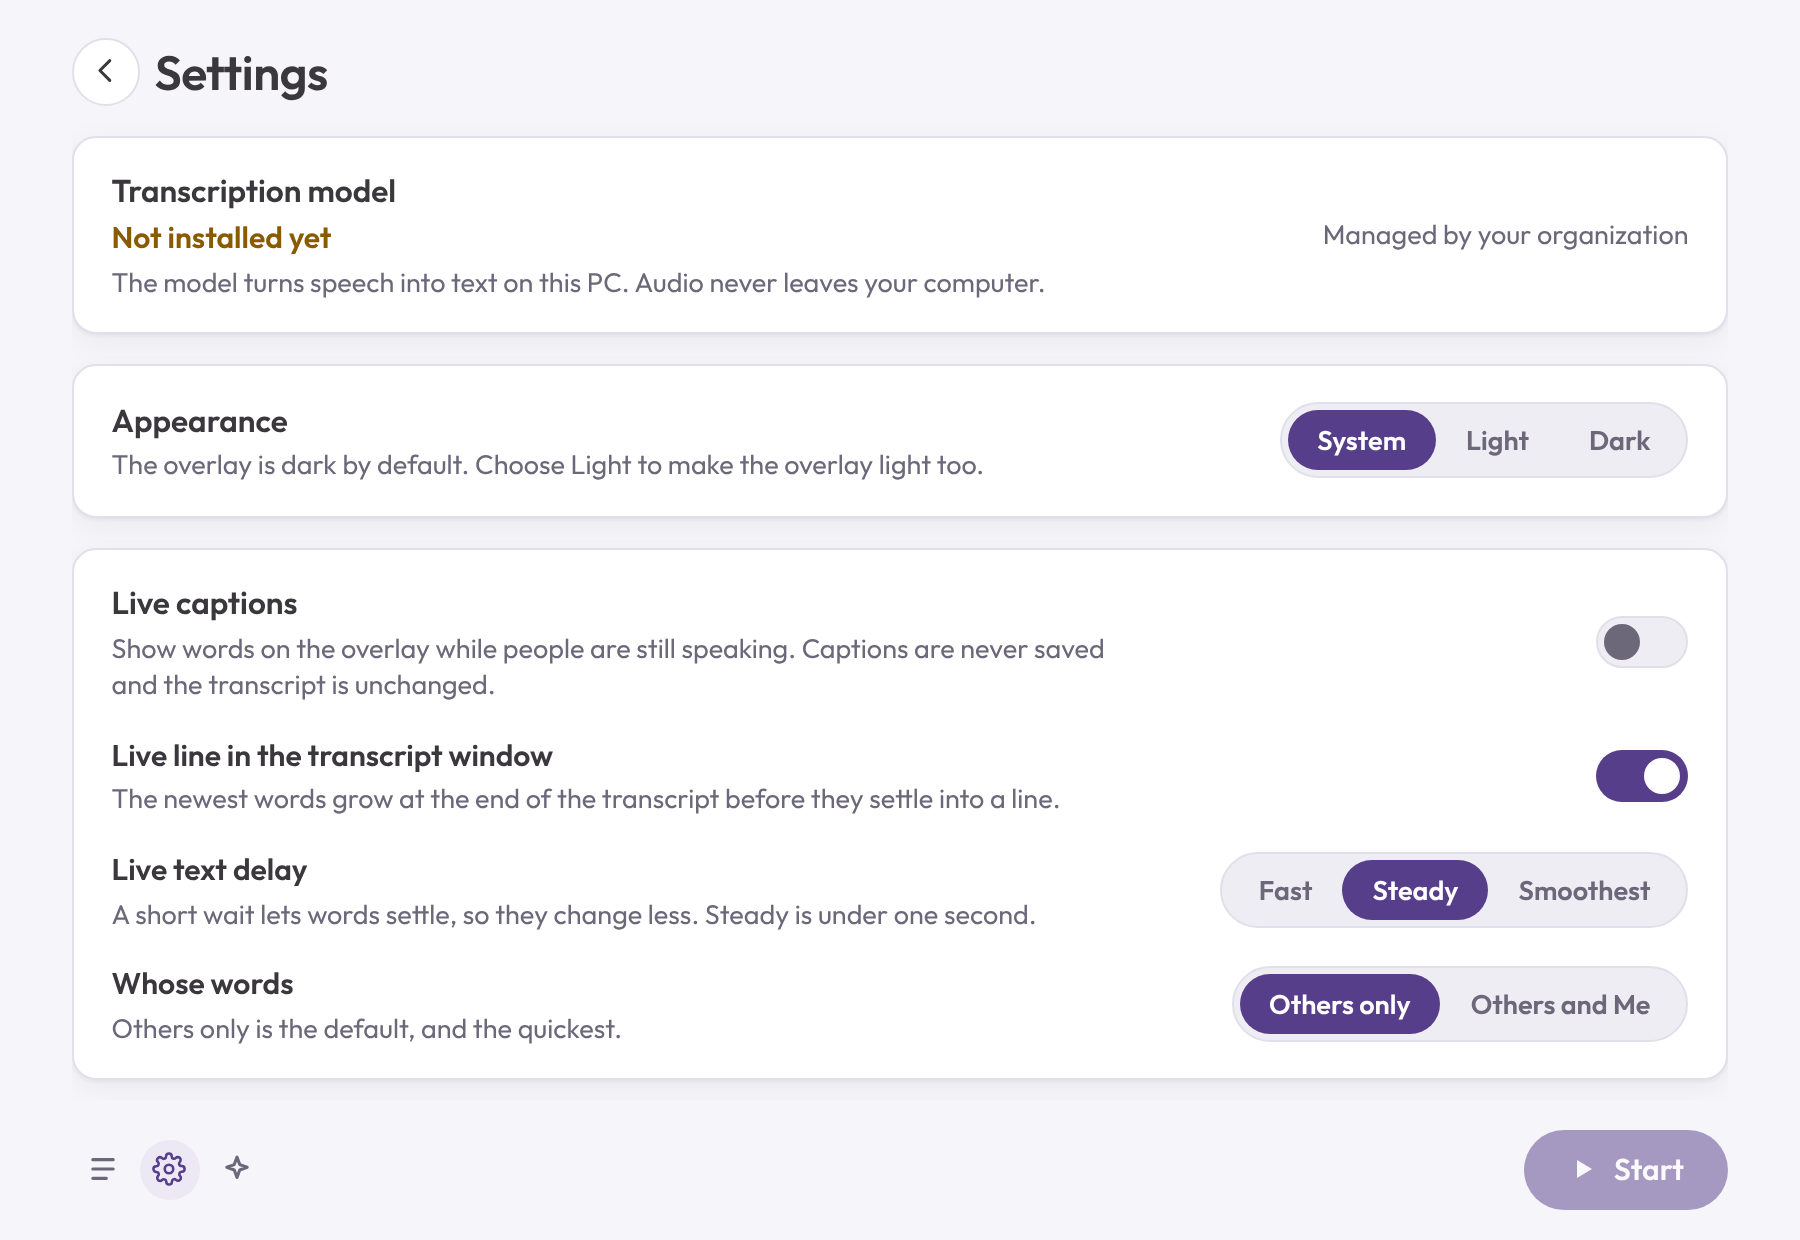 Settings
Transcription model
Not installed yet
The model turns speech into text on this PC. Audio never leaves your computer.
Managed by your organization
Appearance
The overlay is dark by default. Choose Light to make the overlay light too.
System Light Dark
Live captions
Show words on the overlay while people are still speaking. Captions are never saved
and the transcript is unchanged.
Live line in the transcript window
The newest words grow at the end of the transcript before they settle into a line.
Live text delay
A short wait lets words settle, so they change less. Steady is under one second.
Fast Steady Smoothest
Whose words
Others only is the default, and the quickest.
Others only Others and Me
Start